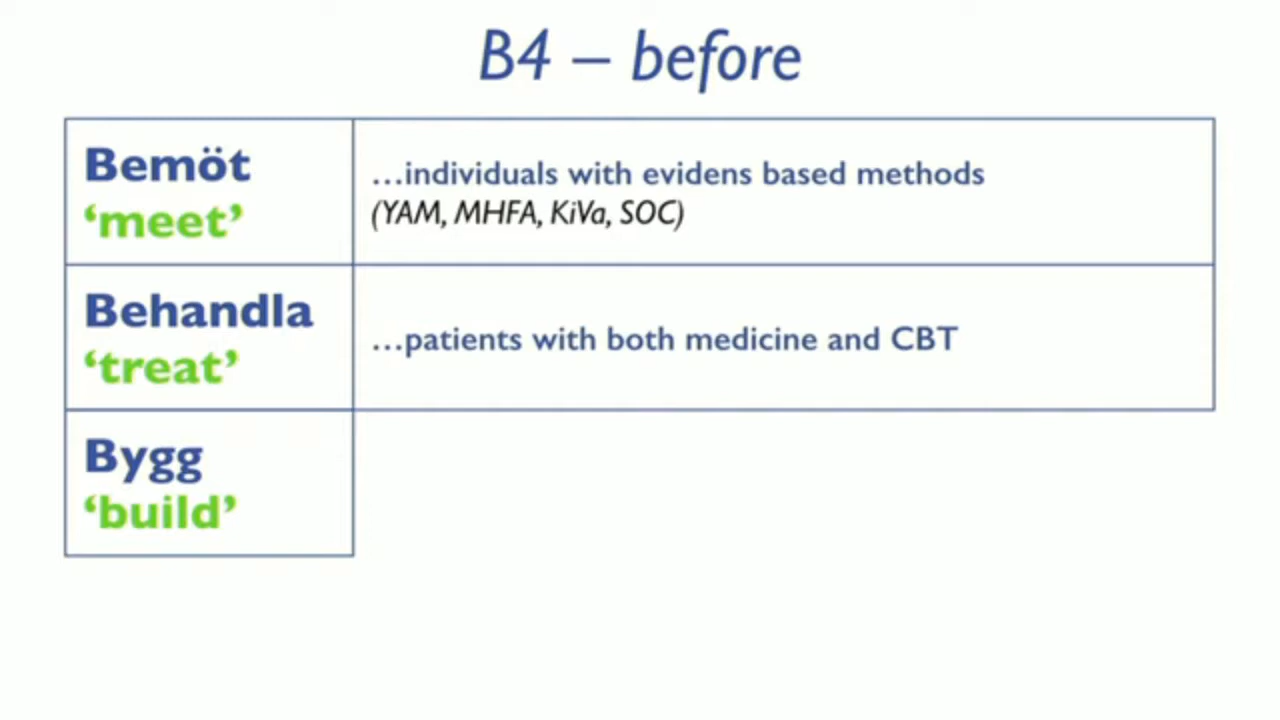 B4 – before
Bemöt
‘meet’
…individuals with evidens based methods
(YAM, MHFA, KiVa, SOC)
Behandla
‘treat’
…patients with both medicine and CBT
Bygg
‘build’